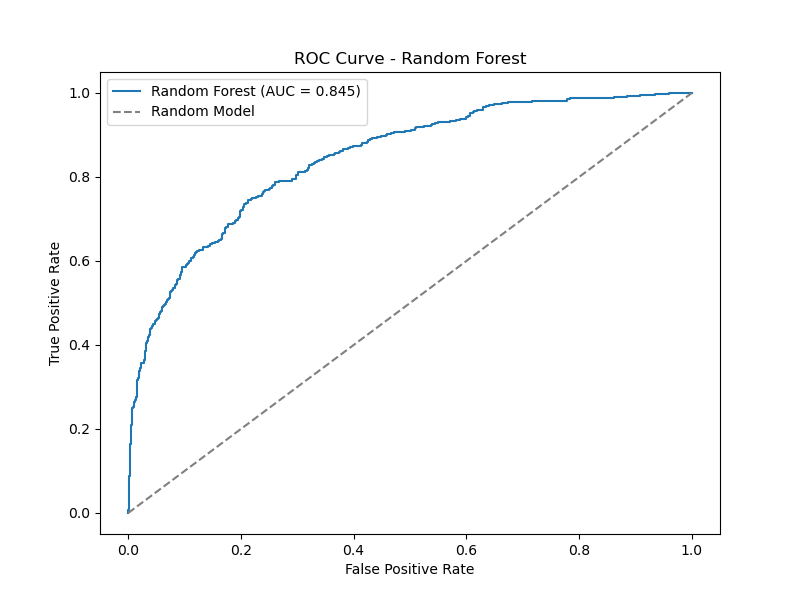 ROC Curve - Random Forest
Random Forest (AUC = 0.845)
Random Model
True Positive Rate
1.0
0.8
0.6
0.4
0.2
0.0
0.0 0.2 0.4 0.6 0.8 1.0
False Positive Rate